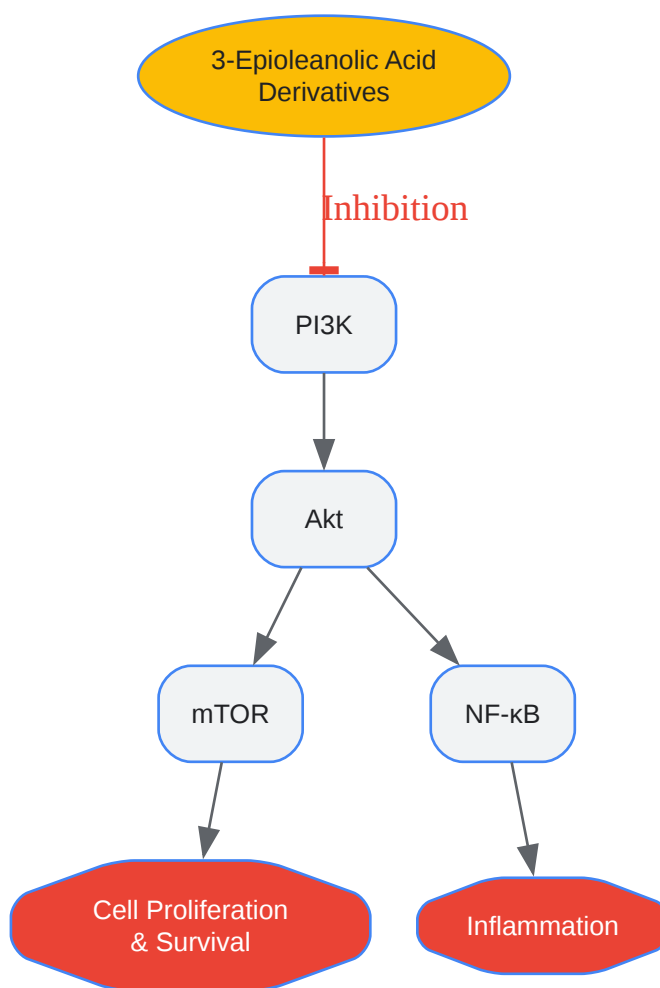 3-Epioleanolic Acid
Derivatives
Inhibition
PI3K
Akt
mTOR
NF-κB
Cell Proliferation
& Survival
Inflammation